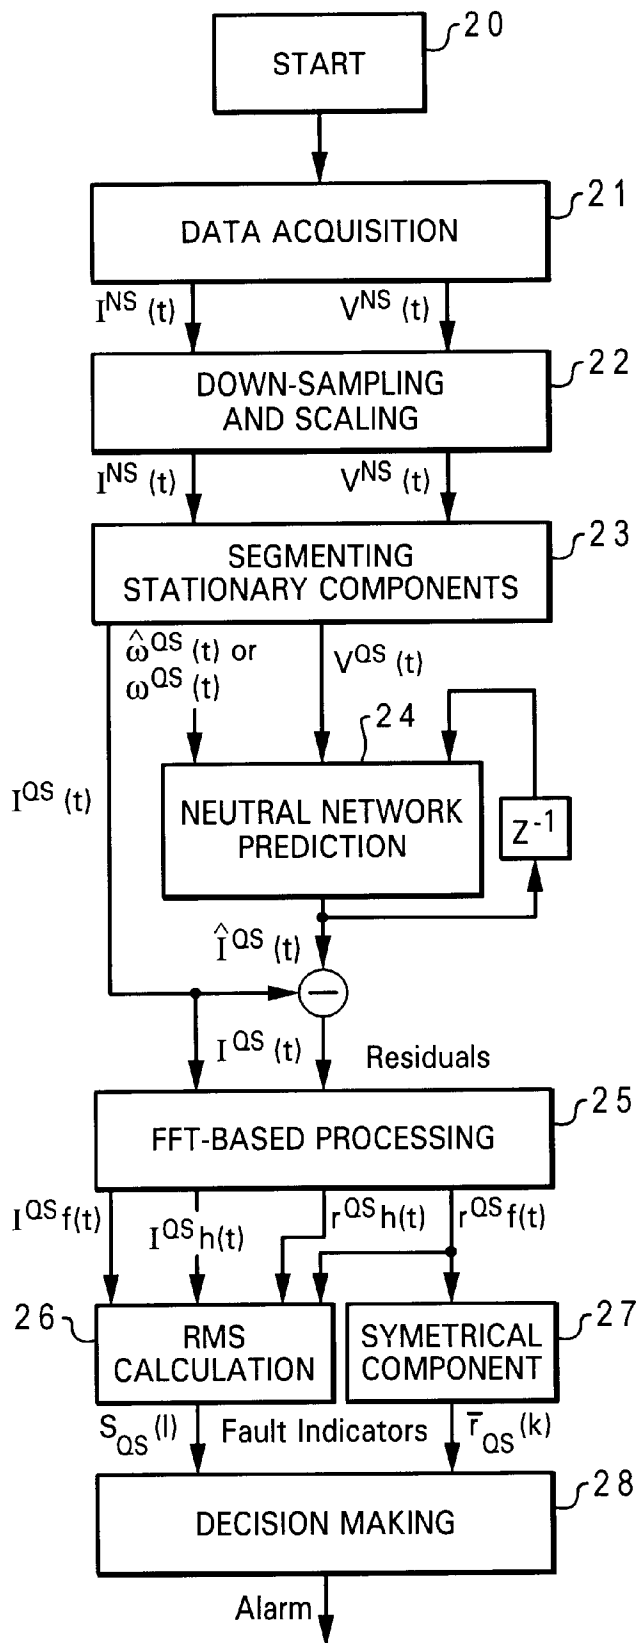 20
START
21
DATA ACQUISITION
I^NS (t) V^NS (t)
22
DOWN-SAMPLING
AND SCALING
I^NS (t) V^NS (t)
23
SEGMENTING
STATIONARY COMPONENTS
ω̂^QS (t) or
ω^QS (t)
V^QS (t)
24
I^QS (t)
NEUTRAL NETWORK
PREDICTION
Z^-1
Î^QS (t)
−
I^QS (t)
Residuals
25
FFT-BASED PROCESSING
I^QS f(t) I^QS h(t) r^QS h(t) r^QS f(t)
26
RMS
CALCULATION
27
SYMETRICAL
COMPONENT
S_QS (l) Fault Indicators r̅_QS (k)
28
DECISION MAKING
Alarm